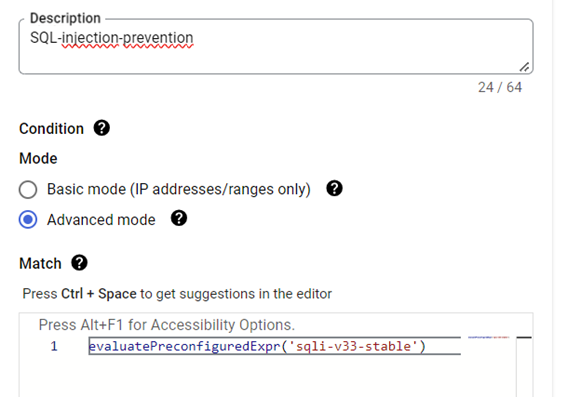 Description
SQL-injection-prevention
24 / 64
Condition ?
Mode
Basic mode (IP addresses/ranges only) ?
Advanced mode ?
Match ?
Press Ctrl + Space to get suggestions in the editor
Press Alt+F1 for Accessibility Options.
1 evaluatePreconfiguredExpr('sqli-v33-stable')